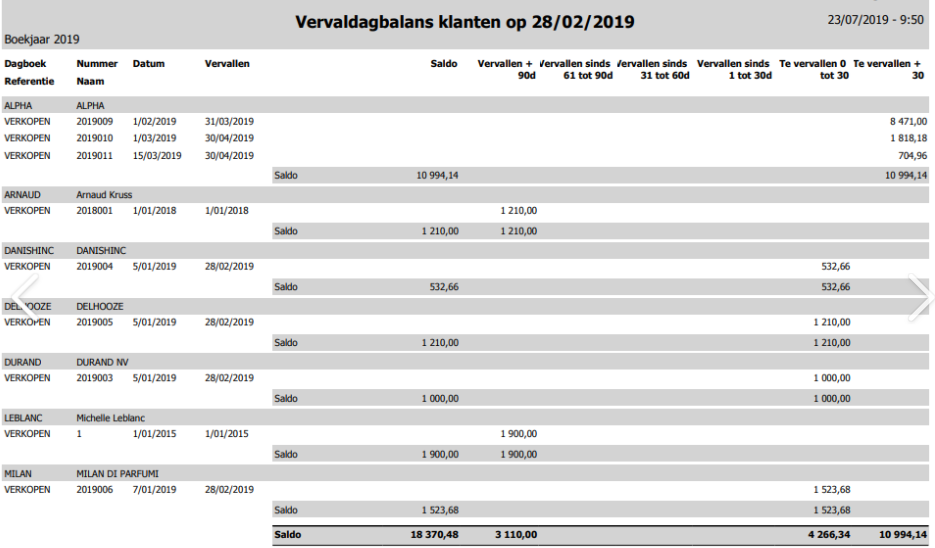 Vervaldagbalans klanten op 28/02/2019
23/07/2019 - 9:50
Boekjaar 2019
Dagboek Nummer Datum Vervallen Saldo Vervallen + Vervallen sinds Vervallen sinds Vervallen sinds Te vervallen 0 Te vervallen +
Referentie Naam 90d 61 tot 90d 31 tot 60d 1 tot 30d tot 30 30
ALPHA ALPHA
VERKOPEN 2019009 1/02/2019 31/03/2019 8 471,00
VERKOPEN 2019010 1/03/2019 30/04/2019 1 818,18
VERKOPEN 2019011 15/03/2019 30/04/2019 704,96
Saldo 10 994,14 10 994,14
ARNAUD Arnaud Kruss
VERKOPEN 2018001 1/01/2018 1/01/2018 1 210,00
Saldo 1 210,00 1 210,00
DANISHINC DANISHINC
VERKOPEN 2019004 5/01/2019 28/02/2019 532,66
Saldo 532,66 532,66
DELHOOZE DELHOOZE
VERKOPEN 2019005 5/01/2019 28/02/2019 1 210,00
Saldo 1 210,00 1 210,00
DURAND DURAND NV
VERKOPEN 2019003 5/01/2019 28/02/2019 1 000,00
Saldo 1 000,00 1 000,00
LEBLANC Michelle Leblanc
VERKOPEN 1 1/01/2015 1/01/2015 1 900,00
Saldo 1 900,00 1 900,00
MILAN MILAN DI PARFUMI
VERKOPEN 2019006 7/01/2019 28/02/2019 1 523,68
Saldo 1 523,68 1 523,68
Saldo 18 370,48 3 110,00 4 266,34 10 994,14